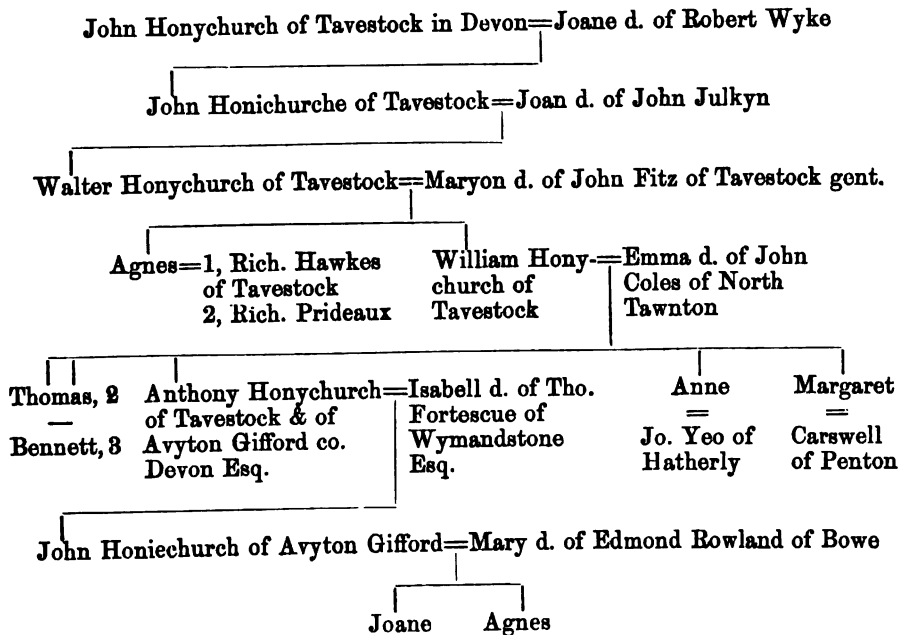 John Honychurch of Tavestock in Devon=Joane d. of Robert Wyke
John Honichurche of Tavestock=Joan d. of John Julkyn
Walter Honychurch of Tavestock=Maryon d. of John Fitz of Tavestock gent.
Agnes=1, Rich. Hawkes
of Tavestock
2, Rich. Prideaux
William Hony-=Emma d. of John
church of
Tavestock
Coles of North
Tawnton
Thomas, 2
Bennett, 3
Anthony Honychurch=Isabell d. of Tho.
of Tavestock & of
Avyton Gifford co.
Devon Esq.
Fortescue of
Wymandstone
Esq.
Anne
=
Jo. Yeo of
Hatherly
Margaret
=
Carswell
of Penton
John Honiechurch of Avyton Gifford=Mary d. of Edmond Rowland of Bowe
Joane
Agnes